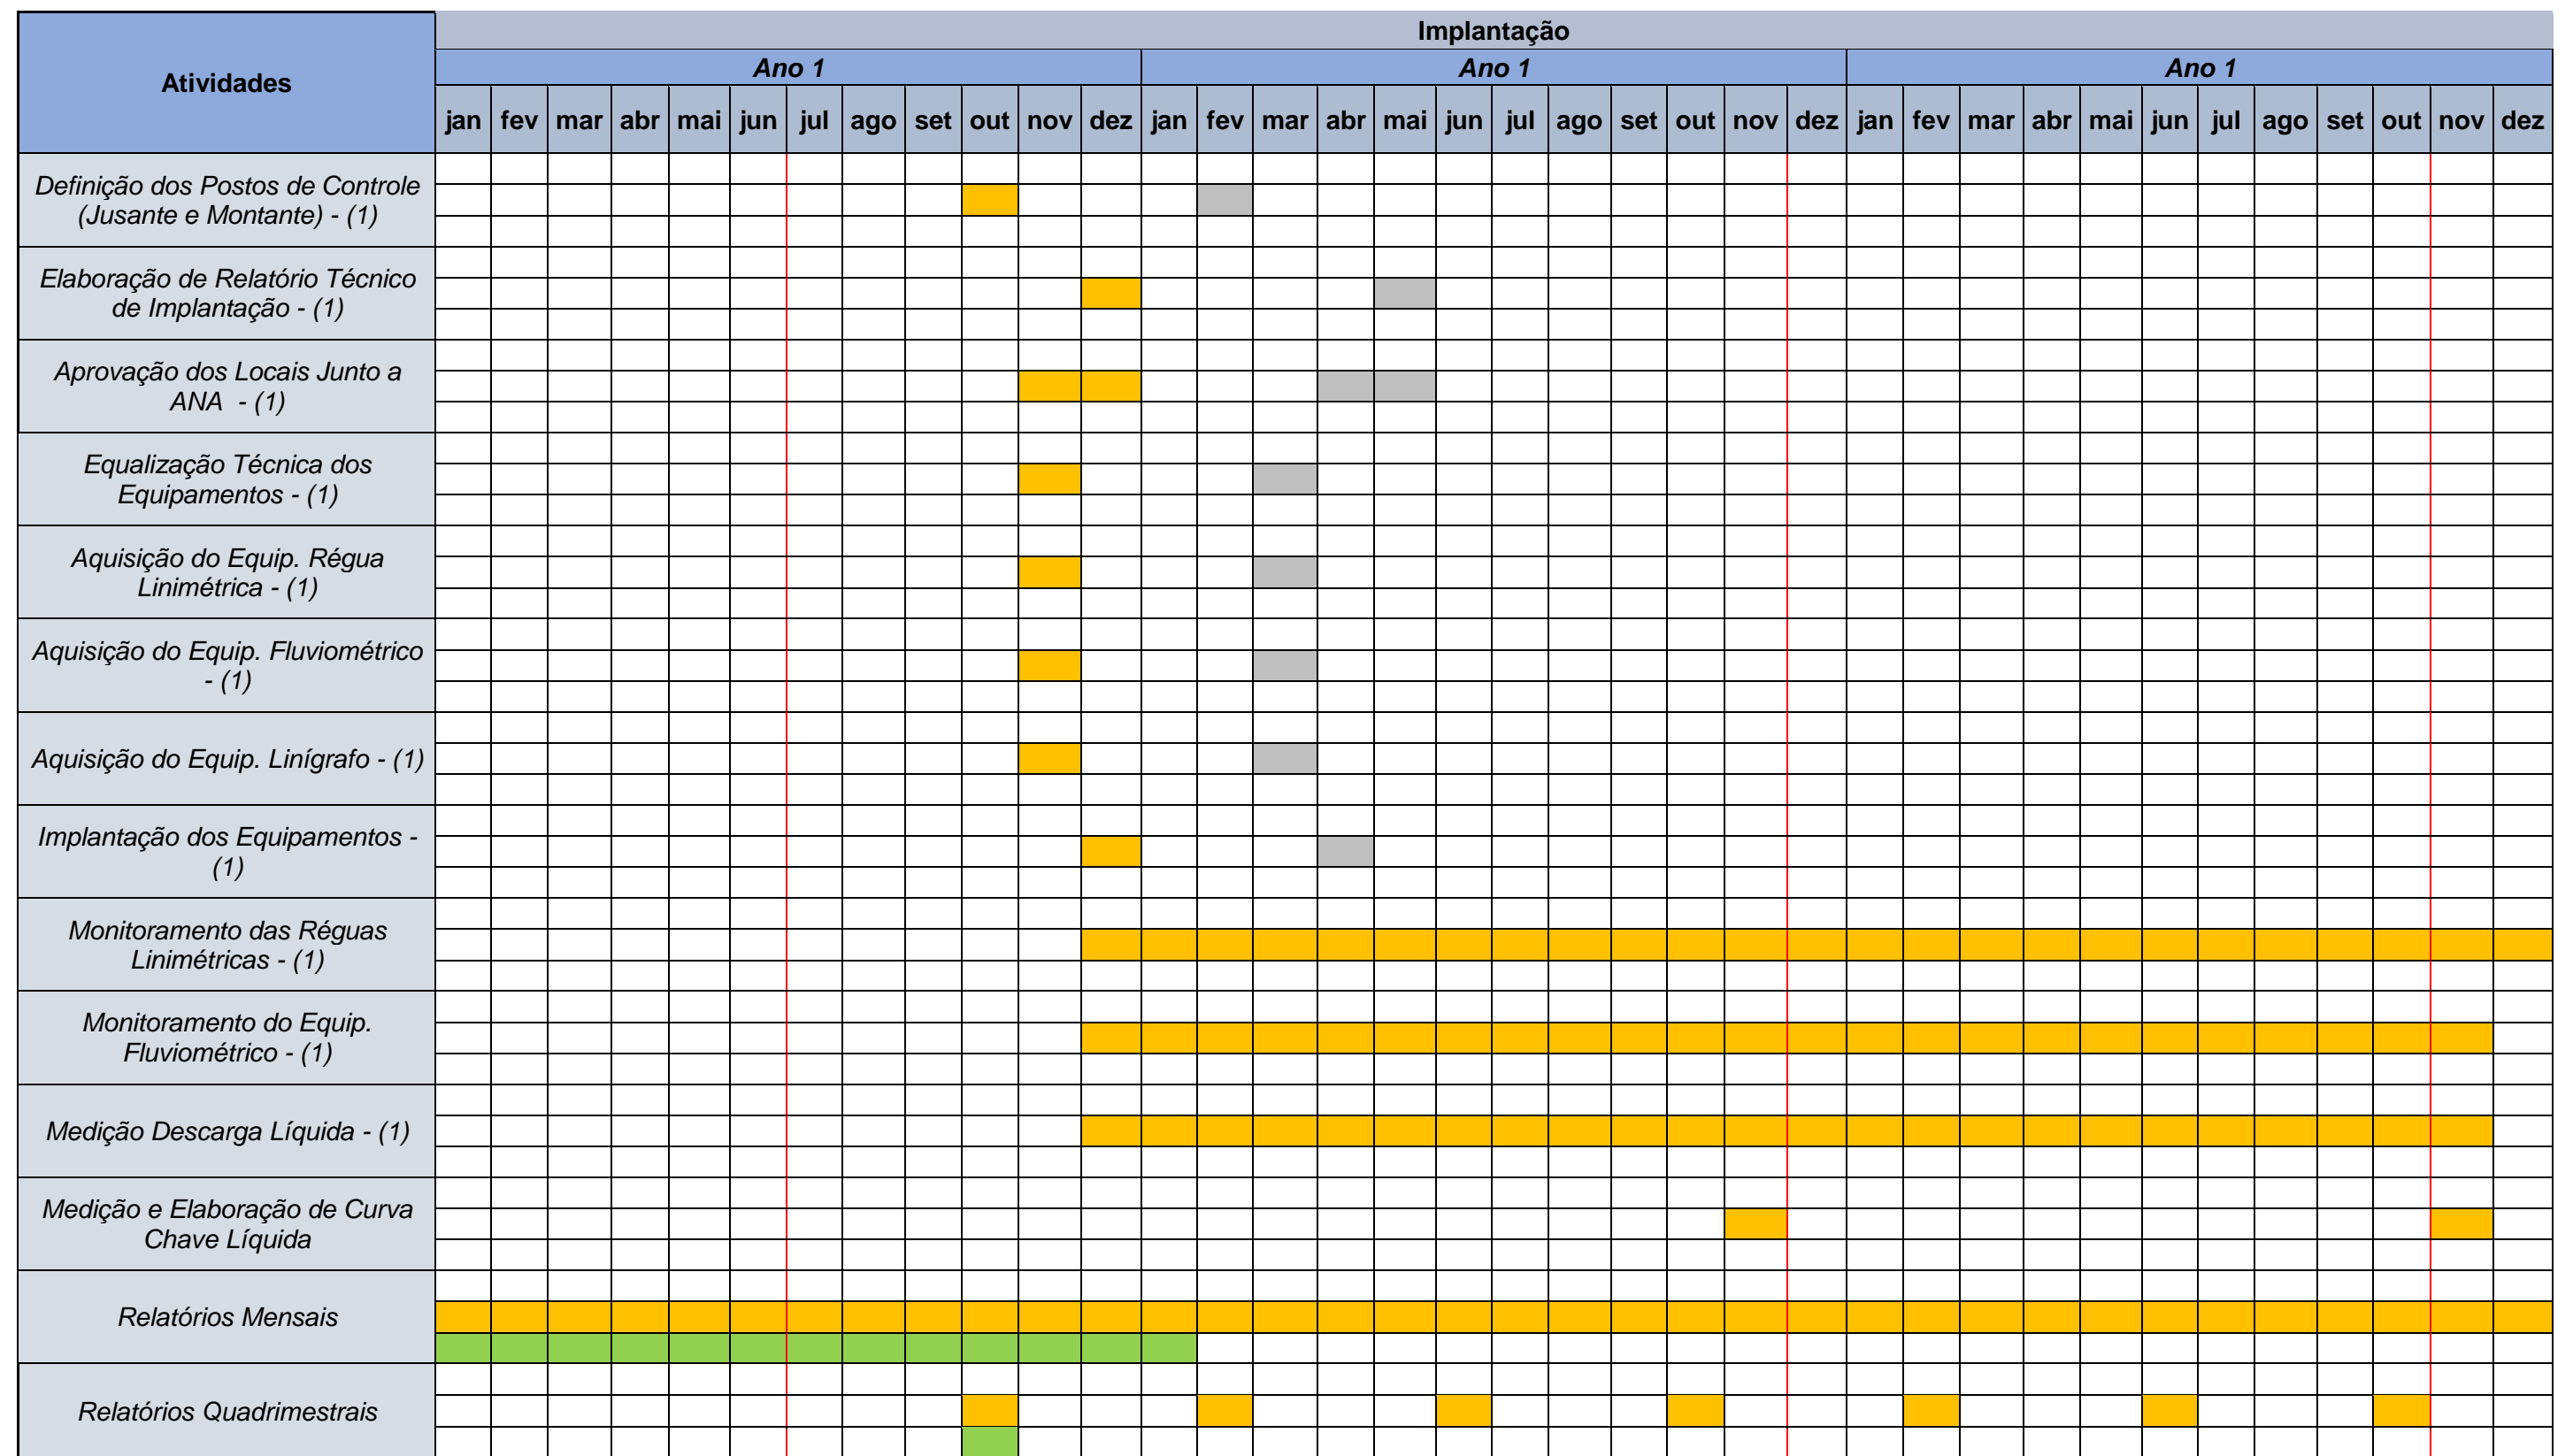 Implantação
Atividades
Ano 1 Ano 1 Ano 1
jan fev mar abr mai jun jul ago set out nov dez jan fev mar abr mai jun jul ago set out nov dez jan fev mar abr mai jun jul ago set out nov dez
Definição dos Postos de Controle
(Jusante e Montante) - (1)
Elaboração de Relatório Técnico
de Implantação - (1)
Aprovação dos Locais Junto a
ANA - (1)
Equalização Técnica dos
Equipamentos - (1)
Aquisição do Equip. Régua
Linimétrica - (1)
Aquisição do Equip. Fluviométrico
- (1)
Aquisição do Equip. Linígrafo - (1)
Implantação dos Equipamentos -
(1)
Monitoramento das Réguas
Linimétricas - (1)
Monitoramento do Equip.
Fluviométrico - (1)
Medição Descarga Líquida - (1)
Medição e Elaboração de Curva
Chave Líquida
Relatórios Mensais
Relatórios Quadrimestrais